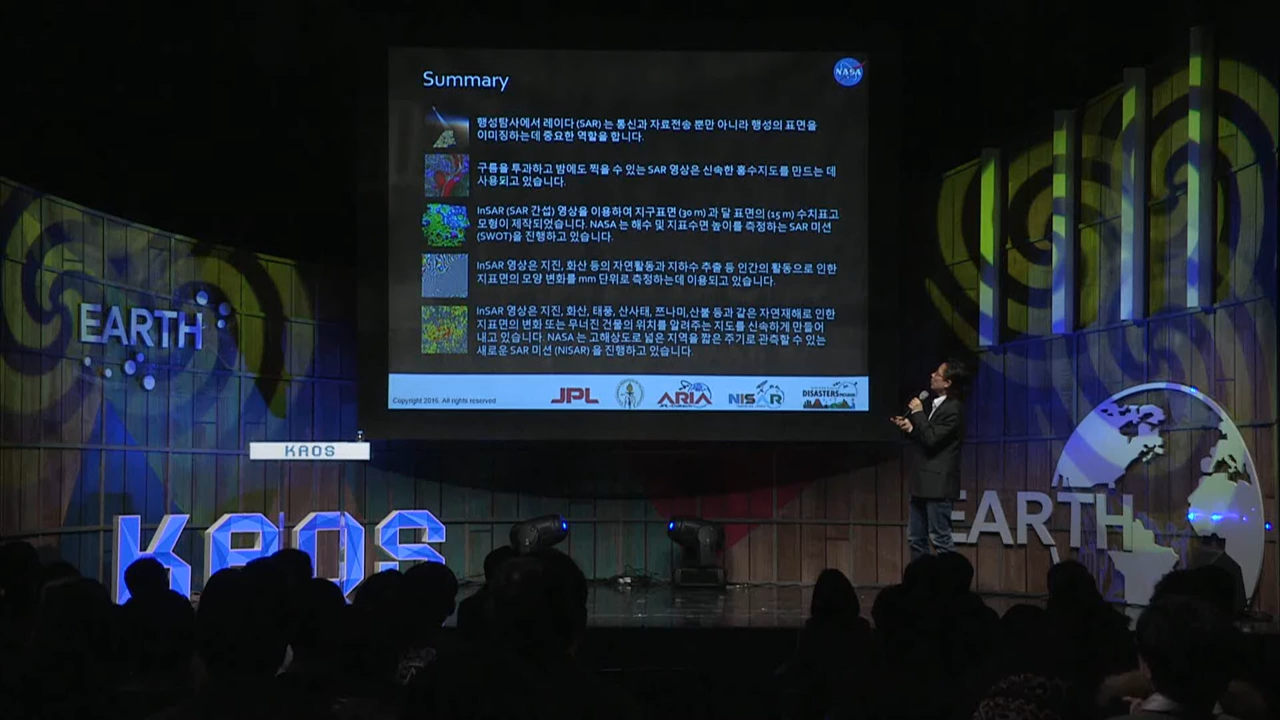 Summary
NASA
행성탐사에서 레이다 (SAR) 는 통신과 자료전송 뿐만 아니라 행성의 표면을
이미징하는데 중요한 역할을 합니다.
구름을 투과하고 밤에도 찍을 수 있는 SAR 영상은 신속한 홍수지도를 만드는 데
사용되고 있습니다.
InSAR (SAR 간섭) 영상을 이용하여 지구표면 (30 m) 과 달 표면의 (15 m) 수치표고
모형이 제작되었습니다. NASA 는 해수 및 지표수면 높이를 측정하는 SAR 미션
(SWOT)을 진행하고 있습니다.
InSAR 영상은 지진, 화산 등의 자연활동과 지하수 추출 등 인간의 활동으로 인한
지표면의 모양 변화를 mm 단위로 측정하는데 이용되고 있습니다.
InSAR 영상은 지진, 화산, 태풍, 산사태, 쯔나미,산불 등과 같은 자연재해로 인한
지표면의 변화 또는 무너진 건물의 위치를 알려주는 지도를 신속하게 만들어
내고 있습니다. NASA 는 고해상도로 넓은 지역을 짧은 주기로 관측할 수 있는
새로운 SAR 미션 (NISAR) 을 진행하고 있습니다.
Copyright 2016. All rights reserved
JPL
ARIA
NISAR
DISASTERS
EARTH
KAOS
KAOS
EARTH